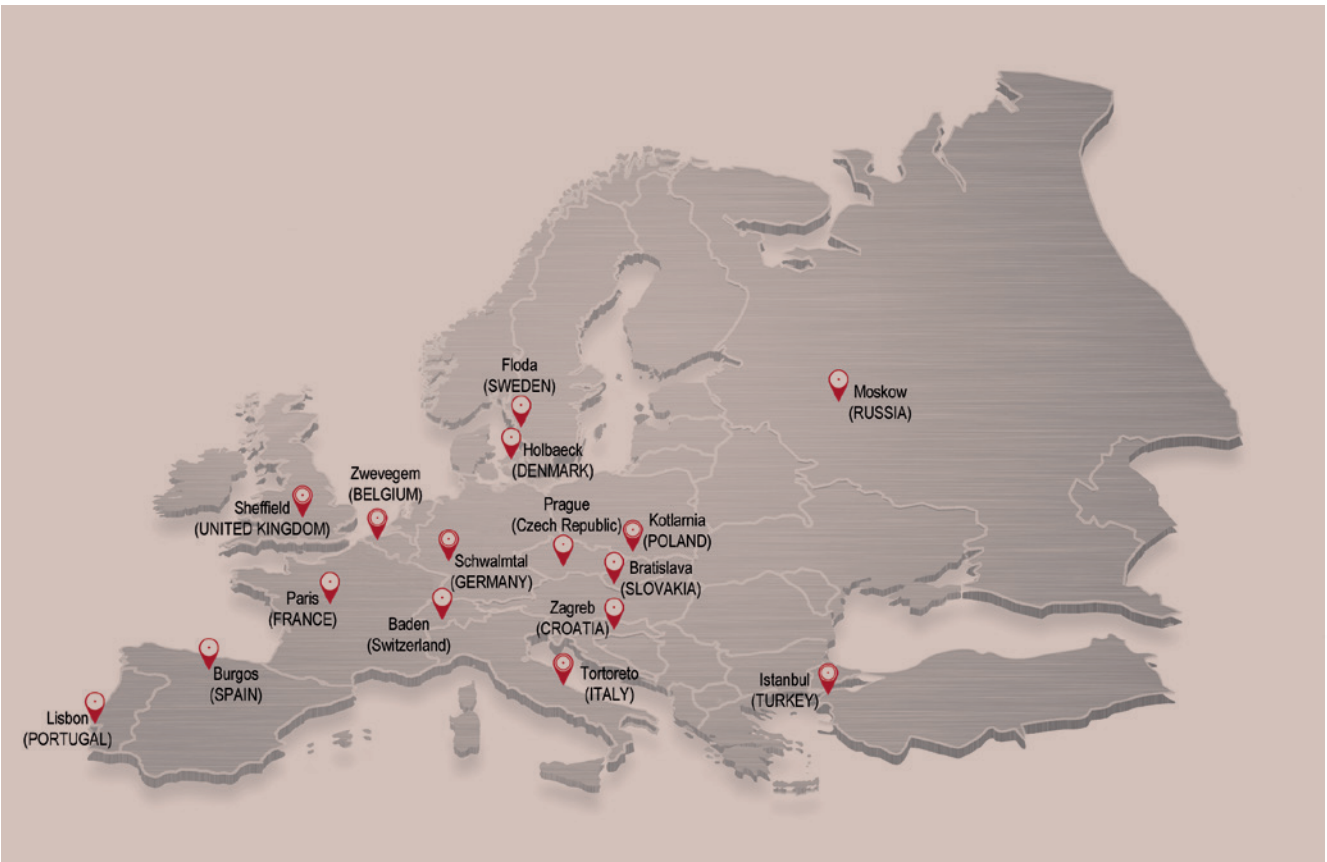 Floda
(SWEDEN)
Moskow
(RUSSIA)
Holbaeck
(DENMARK)
Zwevegem
(BELGIUM)
Sheffield
(UNITED KINGDOM)
Prague
(Czech Republic)
Kotlarnia
(POLAND)
Schwalmtal
(GERMANY)
Bratislava
(SLOVAKIA)
Paris
(FRANCE)
Baden
(Switzerland)
Zagreb
(CROATIA)
Burgos
(SPAIN)
Tortoreto
(ITALY)
Istanbul
(TURKEY)
Lisbon
(PORTUGAL)